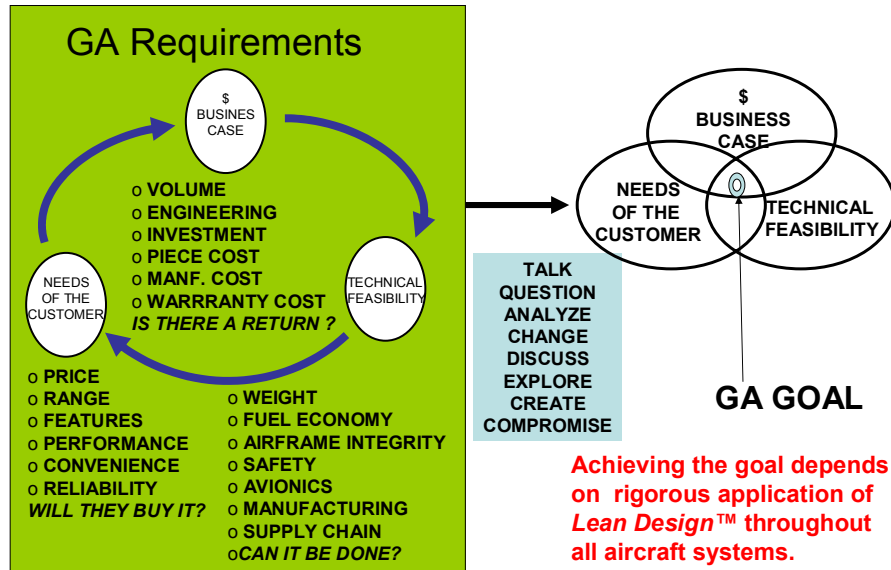 GA Requirements
$
BUSINESS
CASE
o VOLUME
o ENGINEERING
o INVESTMENT
o PIECE COST
o MANF. COST
o WARRRANTY COST
IS THERE A RETURN ?
NEEDS
OF THE
CUSTOMER
TECHNICAL
FEASIBILITY
o PRICE
o RANGE
o FEATURES
o PERFORMANCE
o CONVENIENCE
o RELIABILITY
WILL THEY BUY IT?
o WEIGHT
o FUEL ECONOMY
o AIRFRAME INTEGRITY
o SAFETY
o AVIONICS
o MANUFACTURING
o SUPPLY CHAIN
oCAN IT BE DONE?
$
BUSINESS
CASE
NEEDS
OF THE
CUSTOMER
TECHNICAL
FEASIBILITY
TALK
QUESTION
ANALYZE
CHANGE
DISCUSS
EXPLORE
CREATE
COMPROMISE
GA GOAL
Achieving the goal depends
on rigorous application of
Lean Design™ throughout
all aircraft systems.